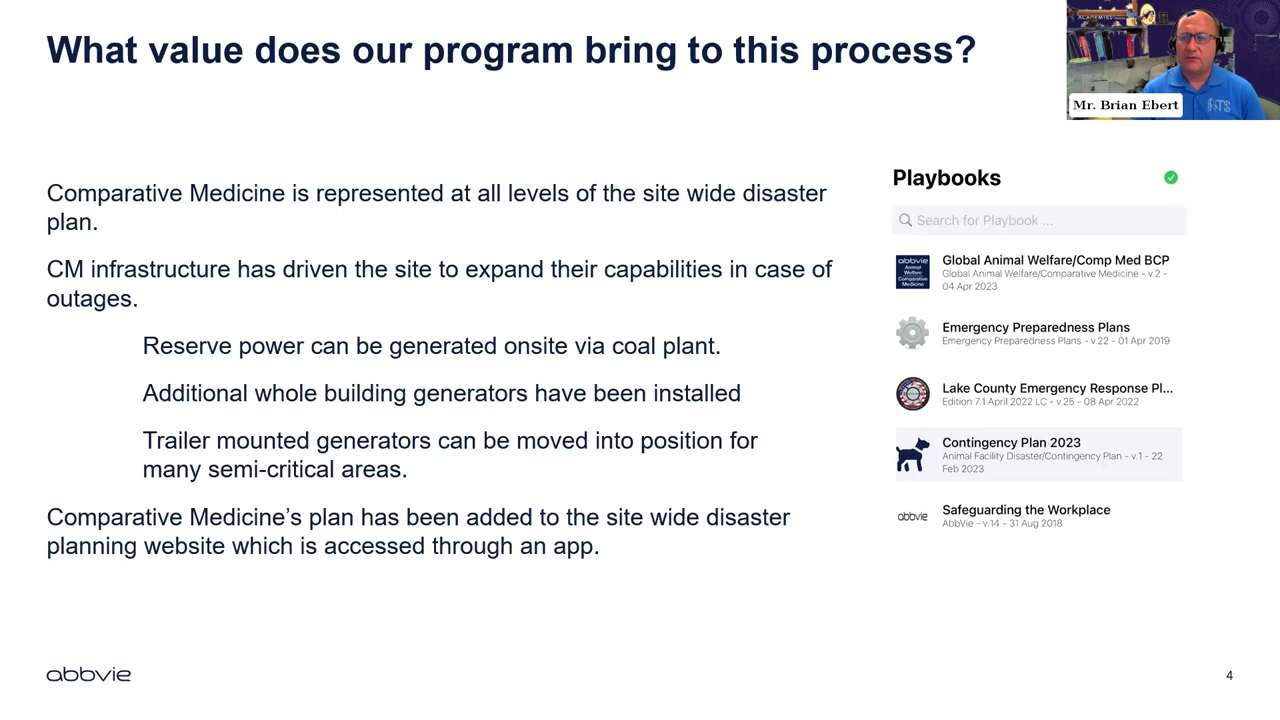 What value does our program bring to this process?
ACADEMIES
Mr. Brian Ebert
Comparative Medicine is represented at all levels of the site wide disaster
plan.
CM infrastructure has driven the site to expand their capabilities in case of
outages.
Reserve power can be generated onsite via coal plant.
Additional whole building generators have been installed
Trailer mounted generators can be moved into position for
many semi-critical areas.
Comparative Medicine’s plan has been added to the site wide disaster
planning website which is accessed through an app.
Playbooks
Search for Playbook ...
abbvie
Animal
Welfare
Comparative
Medicine
Global Animal Welfare/Comp Med BCP
Global Animal Welfare/Comparative Medicine - v.2 -
04 Apr 2023
Emergency Preparedness Plans
Emergency Preparedness Plans - v.22 - 01 Apr 2019
Lake County Emergency Response Pl...
Edition 7.1 April 2022 LC - v.25 - 08 Apr 2022
Contingency Plan 2023
Animal Facility Disaster/Contingency Plan - v.1 - 22
Feb 2023
abbvie
Safeguarding the Workplace
AbbVie - v.14 - 31 Aug 2018
abbvie
4